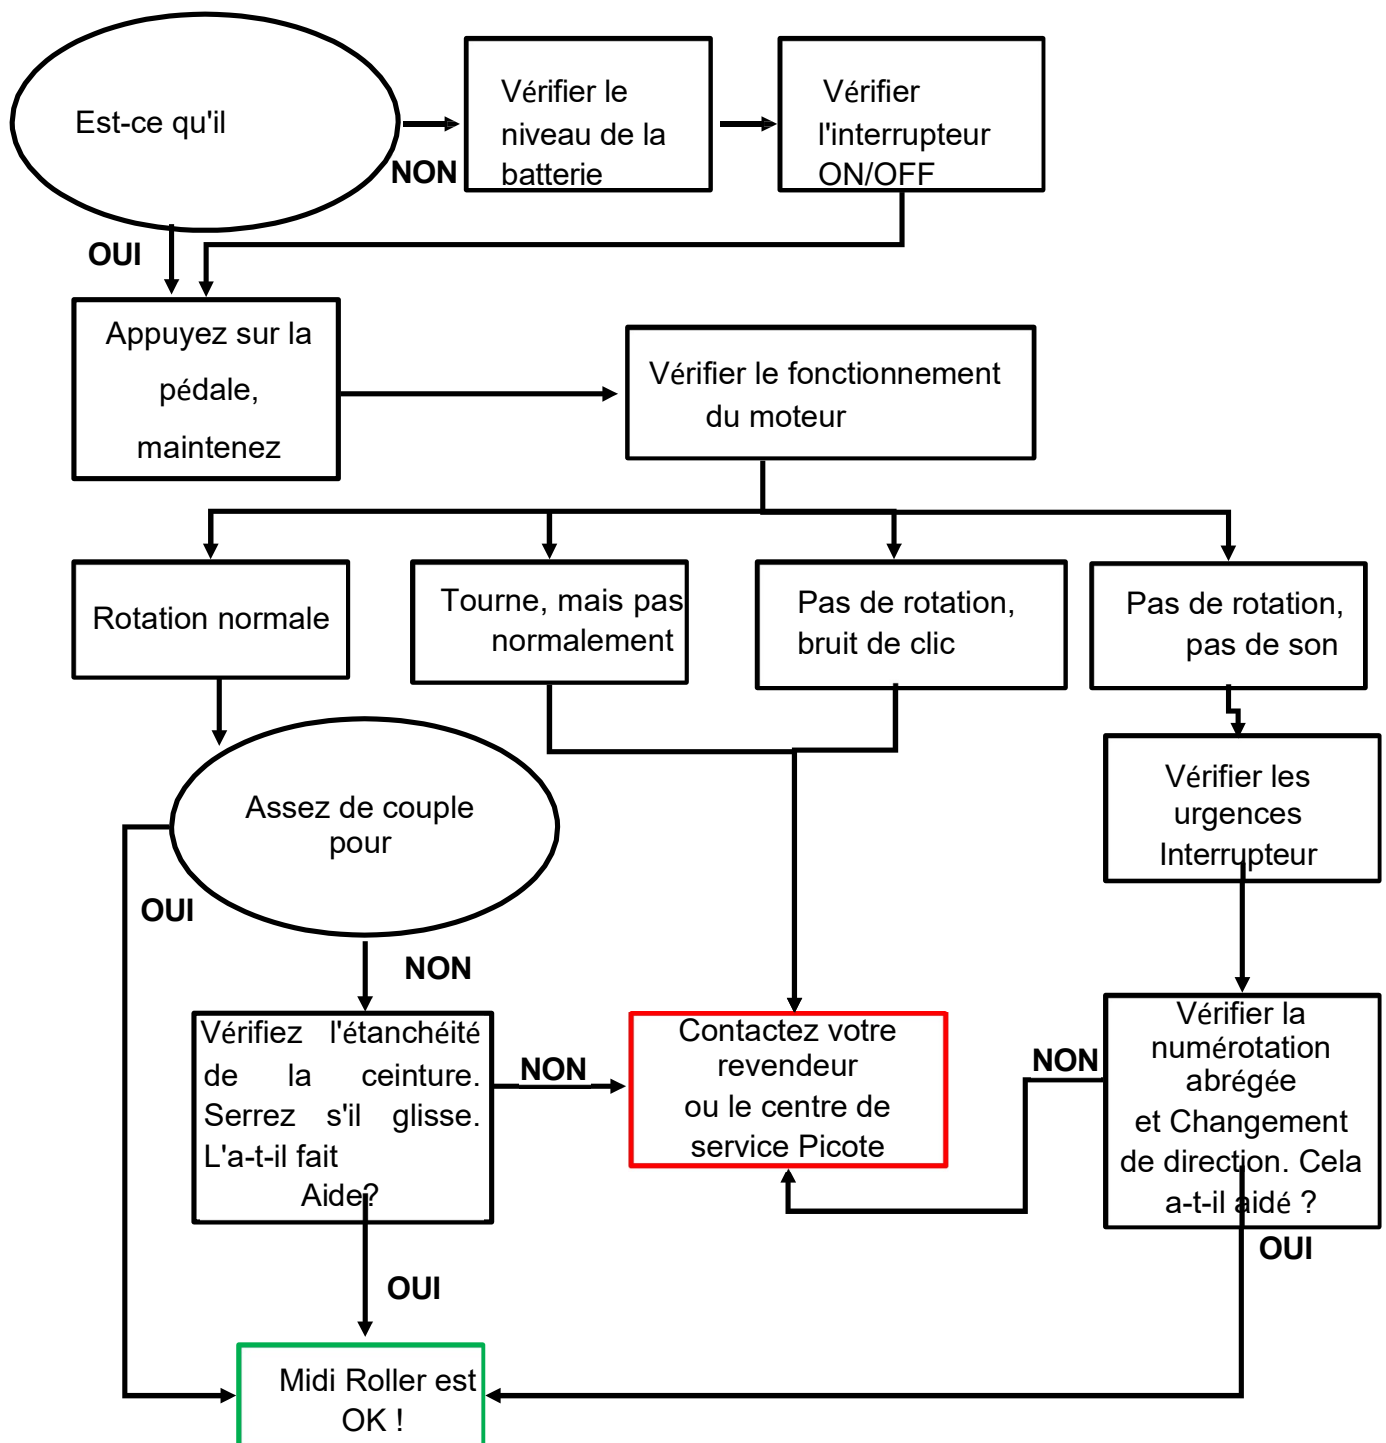 Est-ce qu'il
NON
Vérifier le
niveau de la
batterie
Vérifier
l'interrupteur
ON/OFF
OUI
Appuyez sur la
pédale,
maintenez
Vérifier le fonctionnement
du moteur
Rotation normale
Tourne, mais pas
normalement
Pas de rotation,
bruit de clic
Pas de rotation,
pas de son
Assez de couple
pour
Vérifier les
urgences
Interrupteur
OUI
NON
Vérifiez l'étanchéité
de la ceinture.
Serrez s'il glisse.
L'a-t-il fait
Aide?
NON
Contactez votre
revendeur
ou le centre de
service Picote
NON
Vérifier la
numérotation
abrégée
et Changement
de direction. Cela
a-t-il aidé ?
OUI
OUI
Midi Roller est
OK !